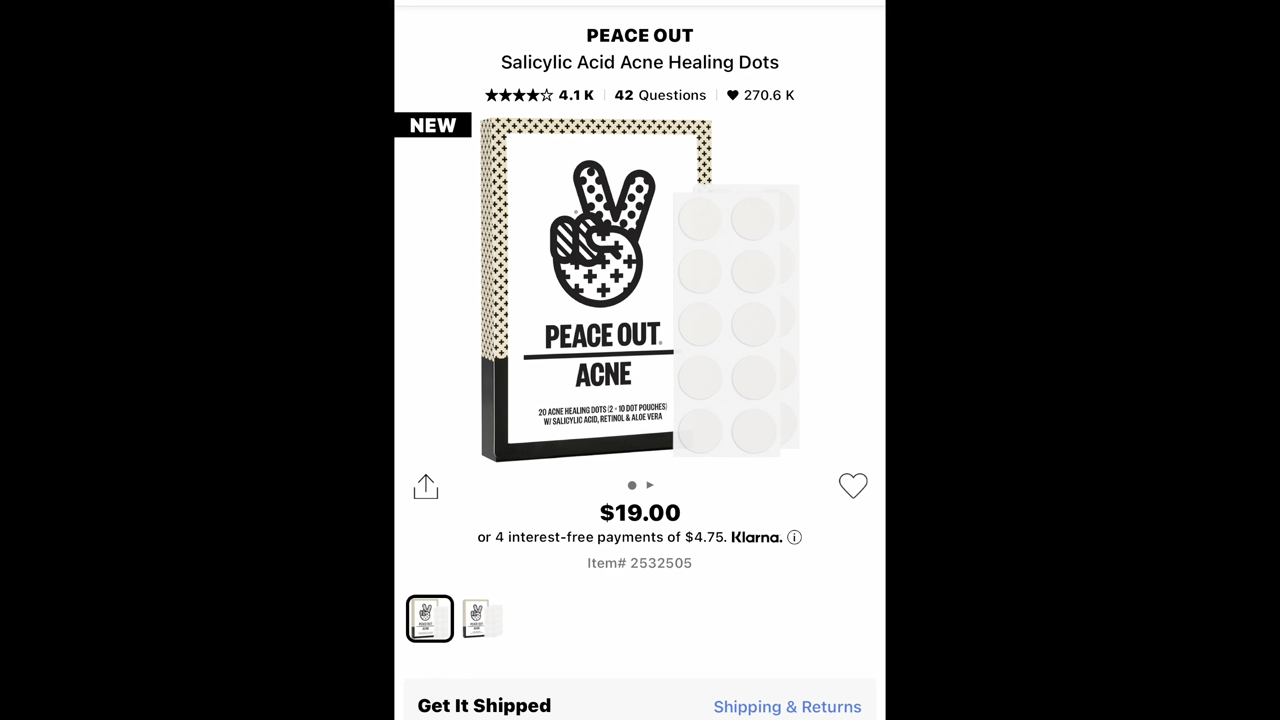 PEACE OUT
Salicylic Acid Acne Healing Dots
4.1 K | 42 Questions | 270.6 K
NEW
PEACE OUT.
ACNE
20 ACNE HEALING DOTS (2 - 10 DOT POUCHES)
W/ SALICYLIC ACID, RETINOL & ALOE VERA
$19.00
or 4 interest-free payments of $4.75. Klarna.
Item# 2532505
Get It Shipped
Shipping & Returns